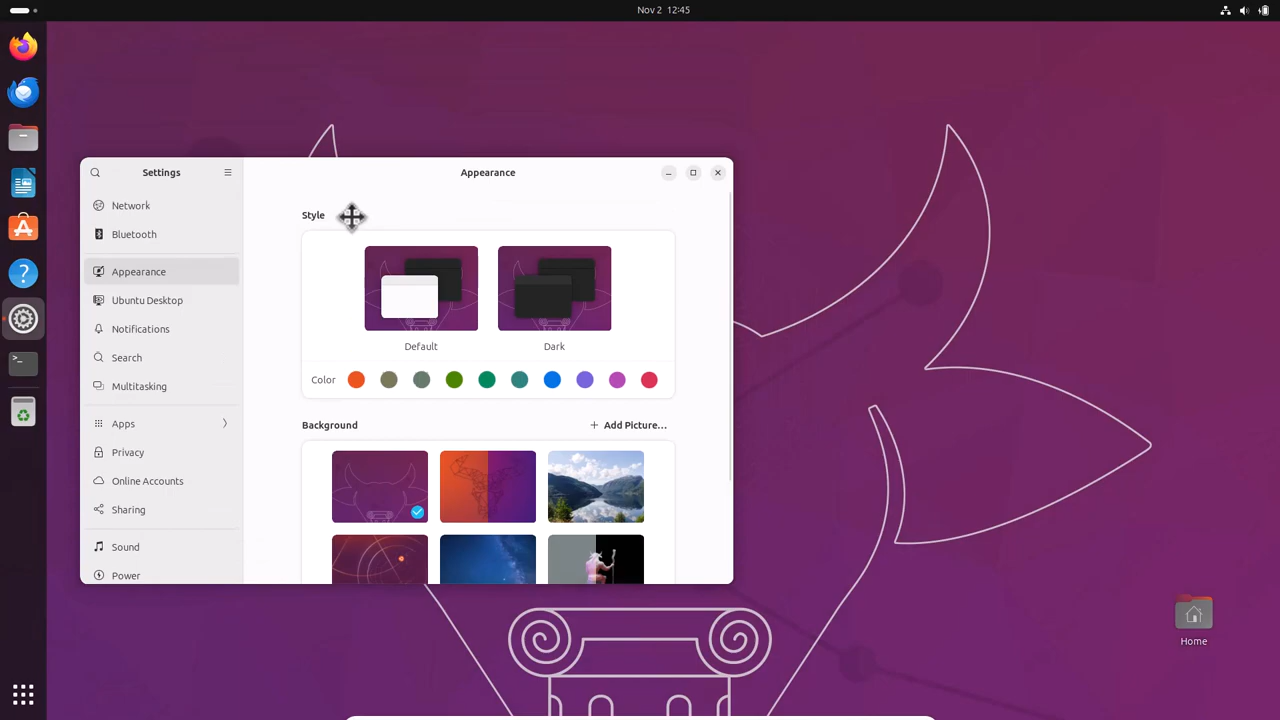 Nov 2 12:45
Settings
Appearance
Network
Bluetooth
Appearance
Ubuntu Desktop
Notifications
Search
Multitasking
Apps
Privacy
Online Accounts
Sharing
Sound
Power
Style
Default
Dark
Color
Background
+ Add Picture...
Home